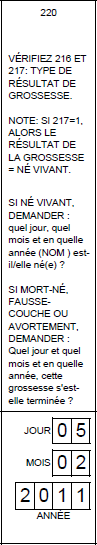 220
VÉRIFIEZ 216 ET
217: TYPE DE
RÉSULTAT DE
GROSSESSE.
NOTE: SI 217=1,
ALORS LE
RÉSULTAT DE
LA GROSSESSE
= NÉ VIVANT.
SI NÉ VIVANT,
DEMANDER :
quel jour, quel
mois et en quelle
année (NOM ) est-
il/elle né(e) ?
SI MORT-NÉ,
FAUSSE-
COUCHE OU
AVORTEMENT,
DEMANDER :
Quel jour et quel
mois et en quelle
année, cette
grossesse s'est-
elle terminée ?
JOUR 0 5
MOIS 0 2
2 0 1 1
ANNÉE